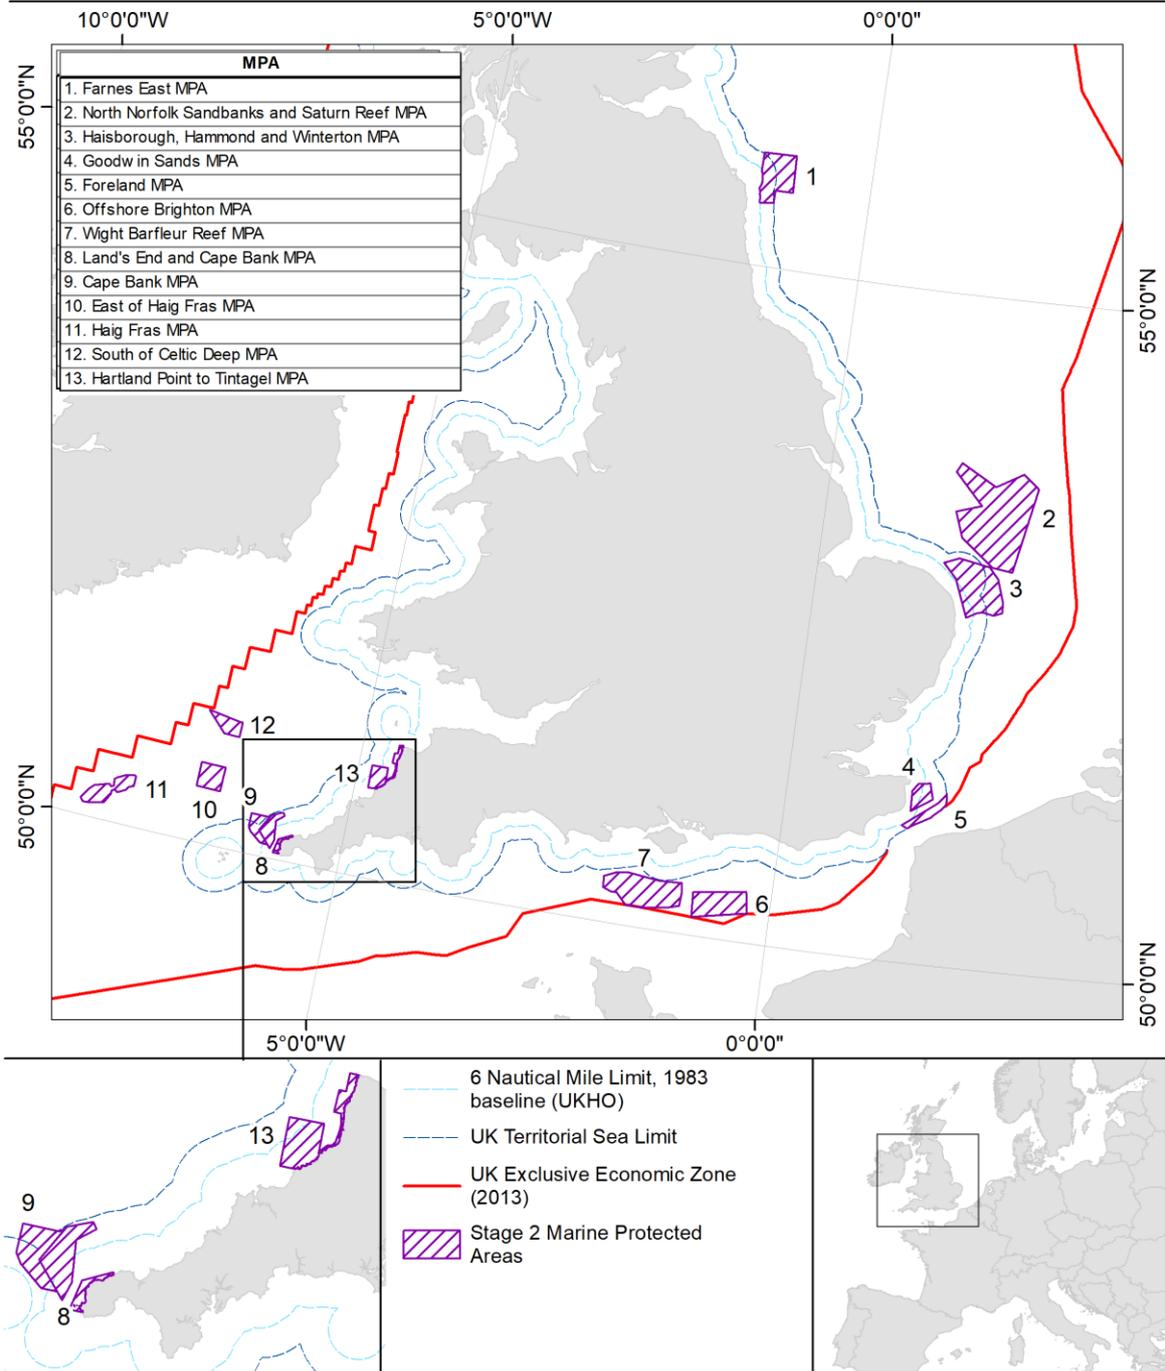 10°0'0"W 5°0'0"W 0°0'0"
55°0'0"N
MPA
1. Farnes East MPA
2. North Norfolk Sandbanks and Saturn Reef MPA
3. Haisborough, Hammond and Winterton MPA
4. Goodwin Sands MPA
5. Foreland MPA
6. Offshore Brighton MPA
7. Wight Barfleur Reef MPA
8. Land's End and Cape Bank MPA
9. Cape Bank MPA
10. East of Haig Fras MPA
11. Haig Fras MPA
12. South of Celtic Deep MPA
13. Hartland Point to Tintagel MPA
1
55°0'0"N
2
3
12
13
4
11
10
9
5
50°0'0"N
8
7
6
50°0'0"N
5°0'0"W 0°0'0"
13
9
8
6 Nautical Mile Limit, 1983
baseline (UKHO)
UK Territorial Sea Limit
UK Exclusive Economic Zone
(2013)
Stage 2 Marine Protected
Areas